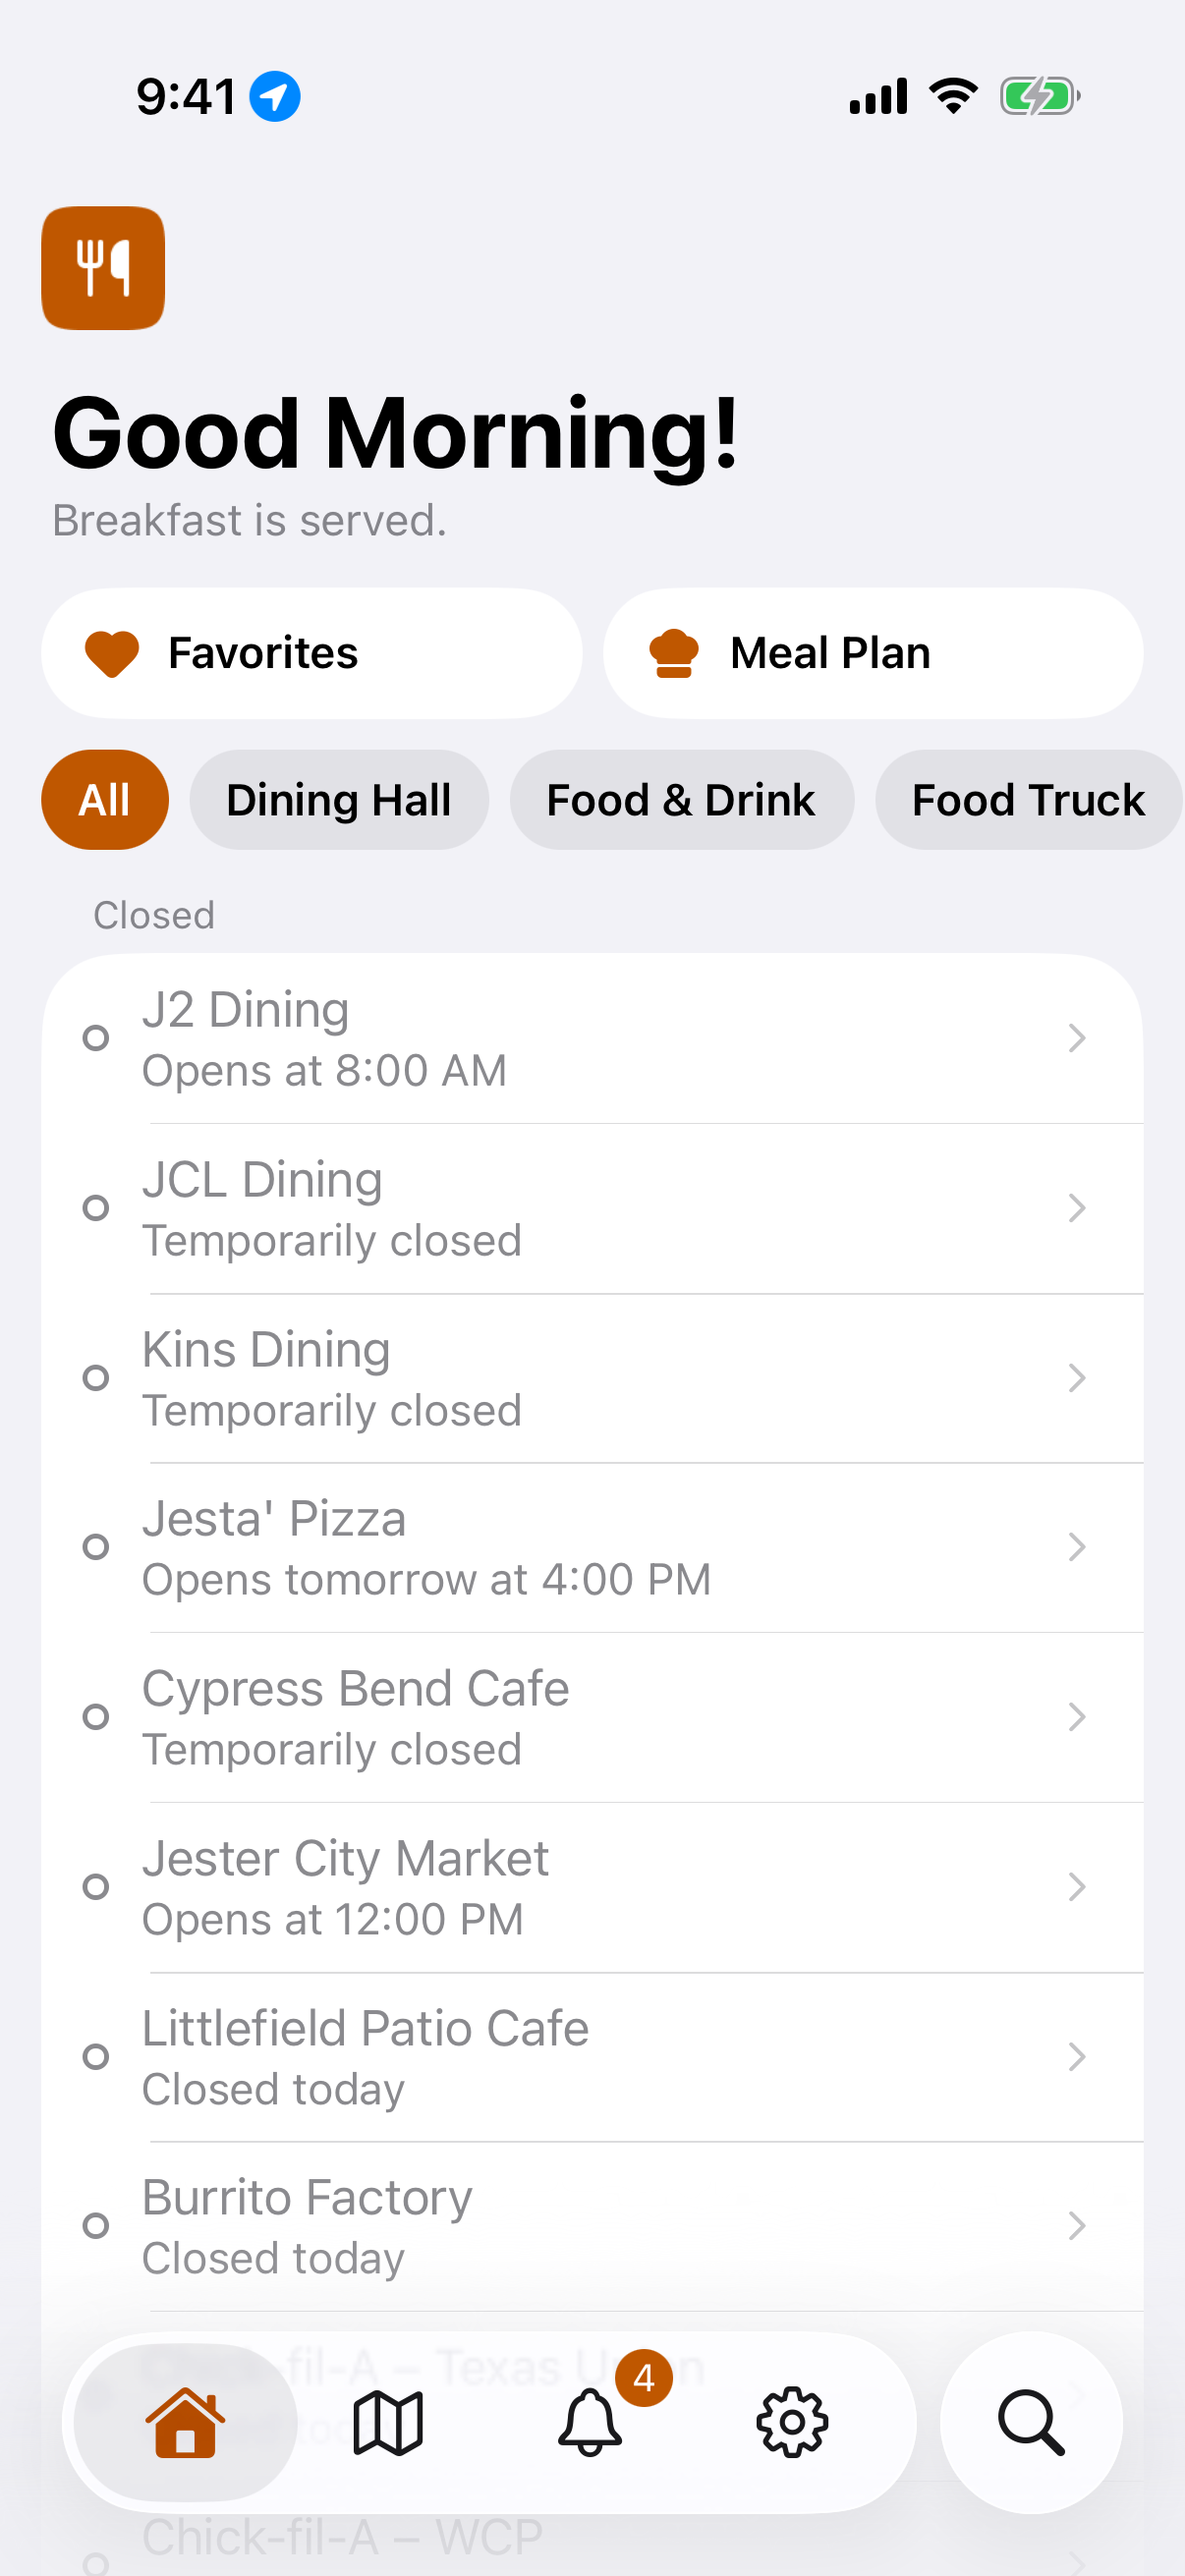 9:41
Good Morning!
Breakfast is served.
Favorites
Meal Plan
All
Dining Hall
Food & Drink
Food Truck
Closed
J2 Dining
Opens at 8:00 AM
JCL Dining
Temporarily closed
Kins Dining
Temporarily closed
Jesta' Pizza
Opens tomorrow at 4:00 PM
Cypress Bend Cafe
Temporarily closed
Jester City Market
Opens at 12:00 PM
Littlefield Patio Cafe
Closed today
Burrito Factory
Closed today
-fil-A – Texas
4
Chick-fil-A – WCP